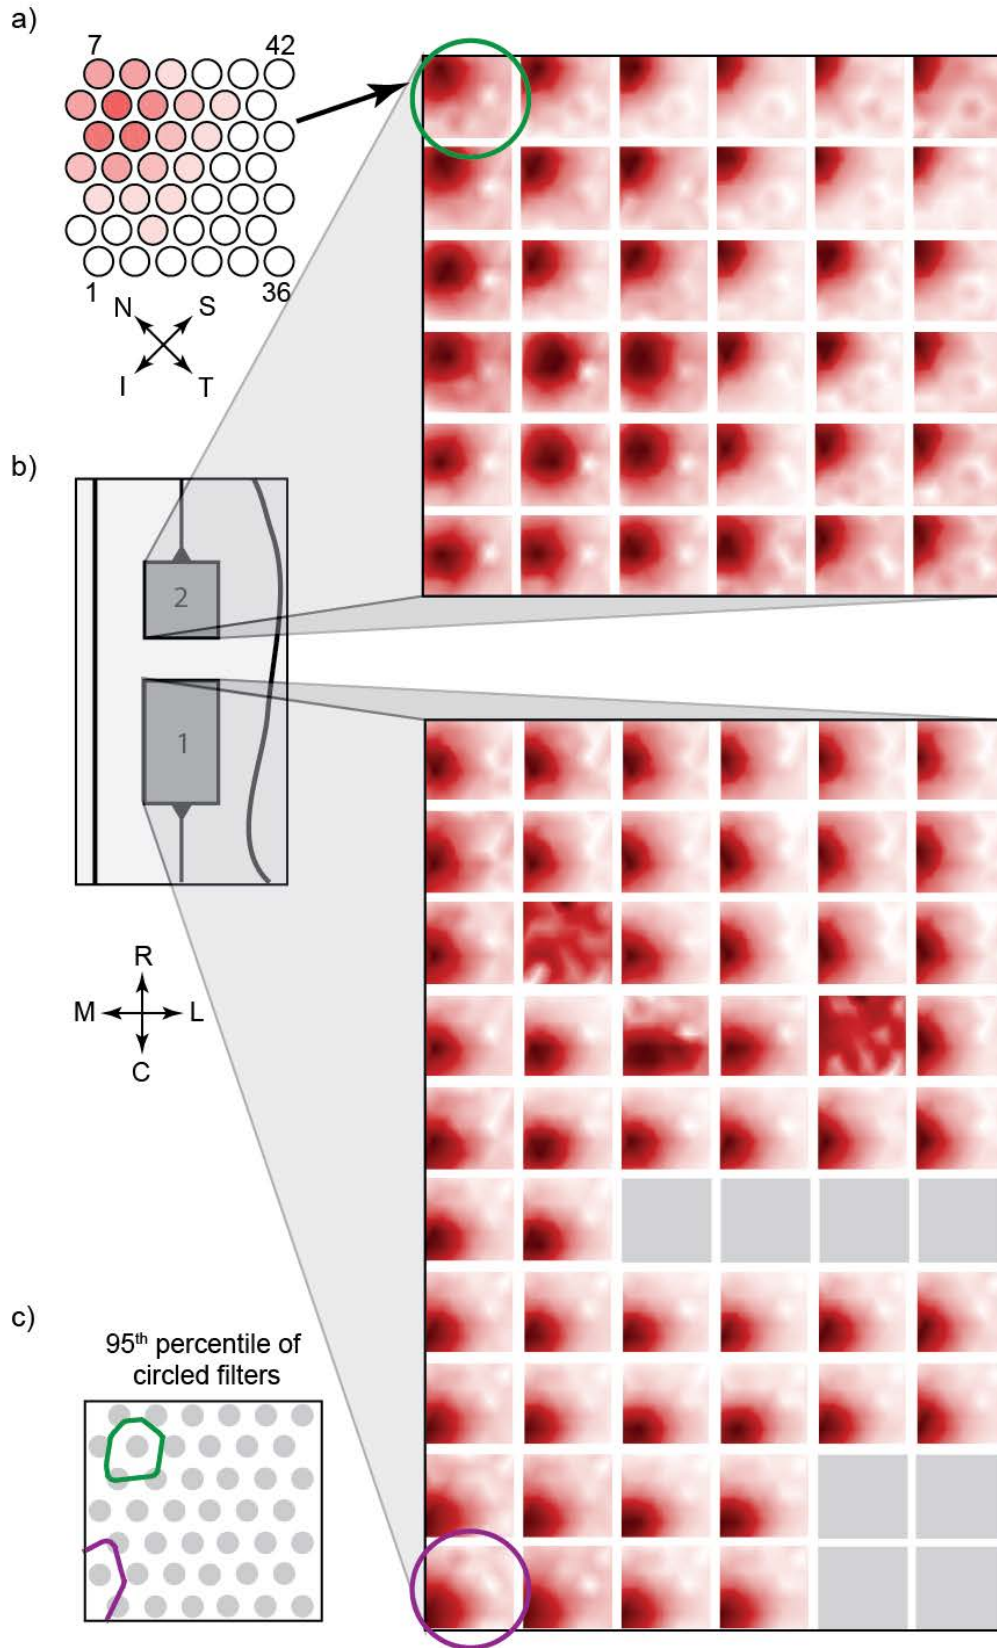 a)
7 42
1 36
N S
I T
b)
2
1
R
M L
C
c)
95th percentile of
circled filters